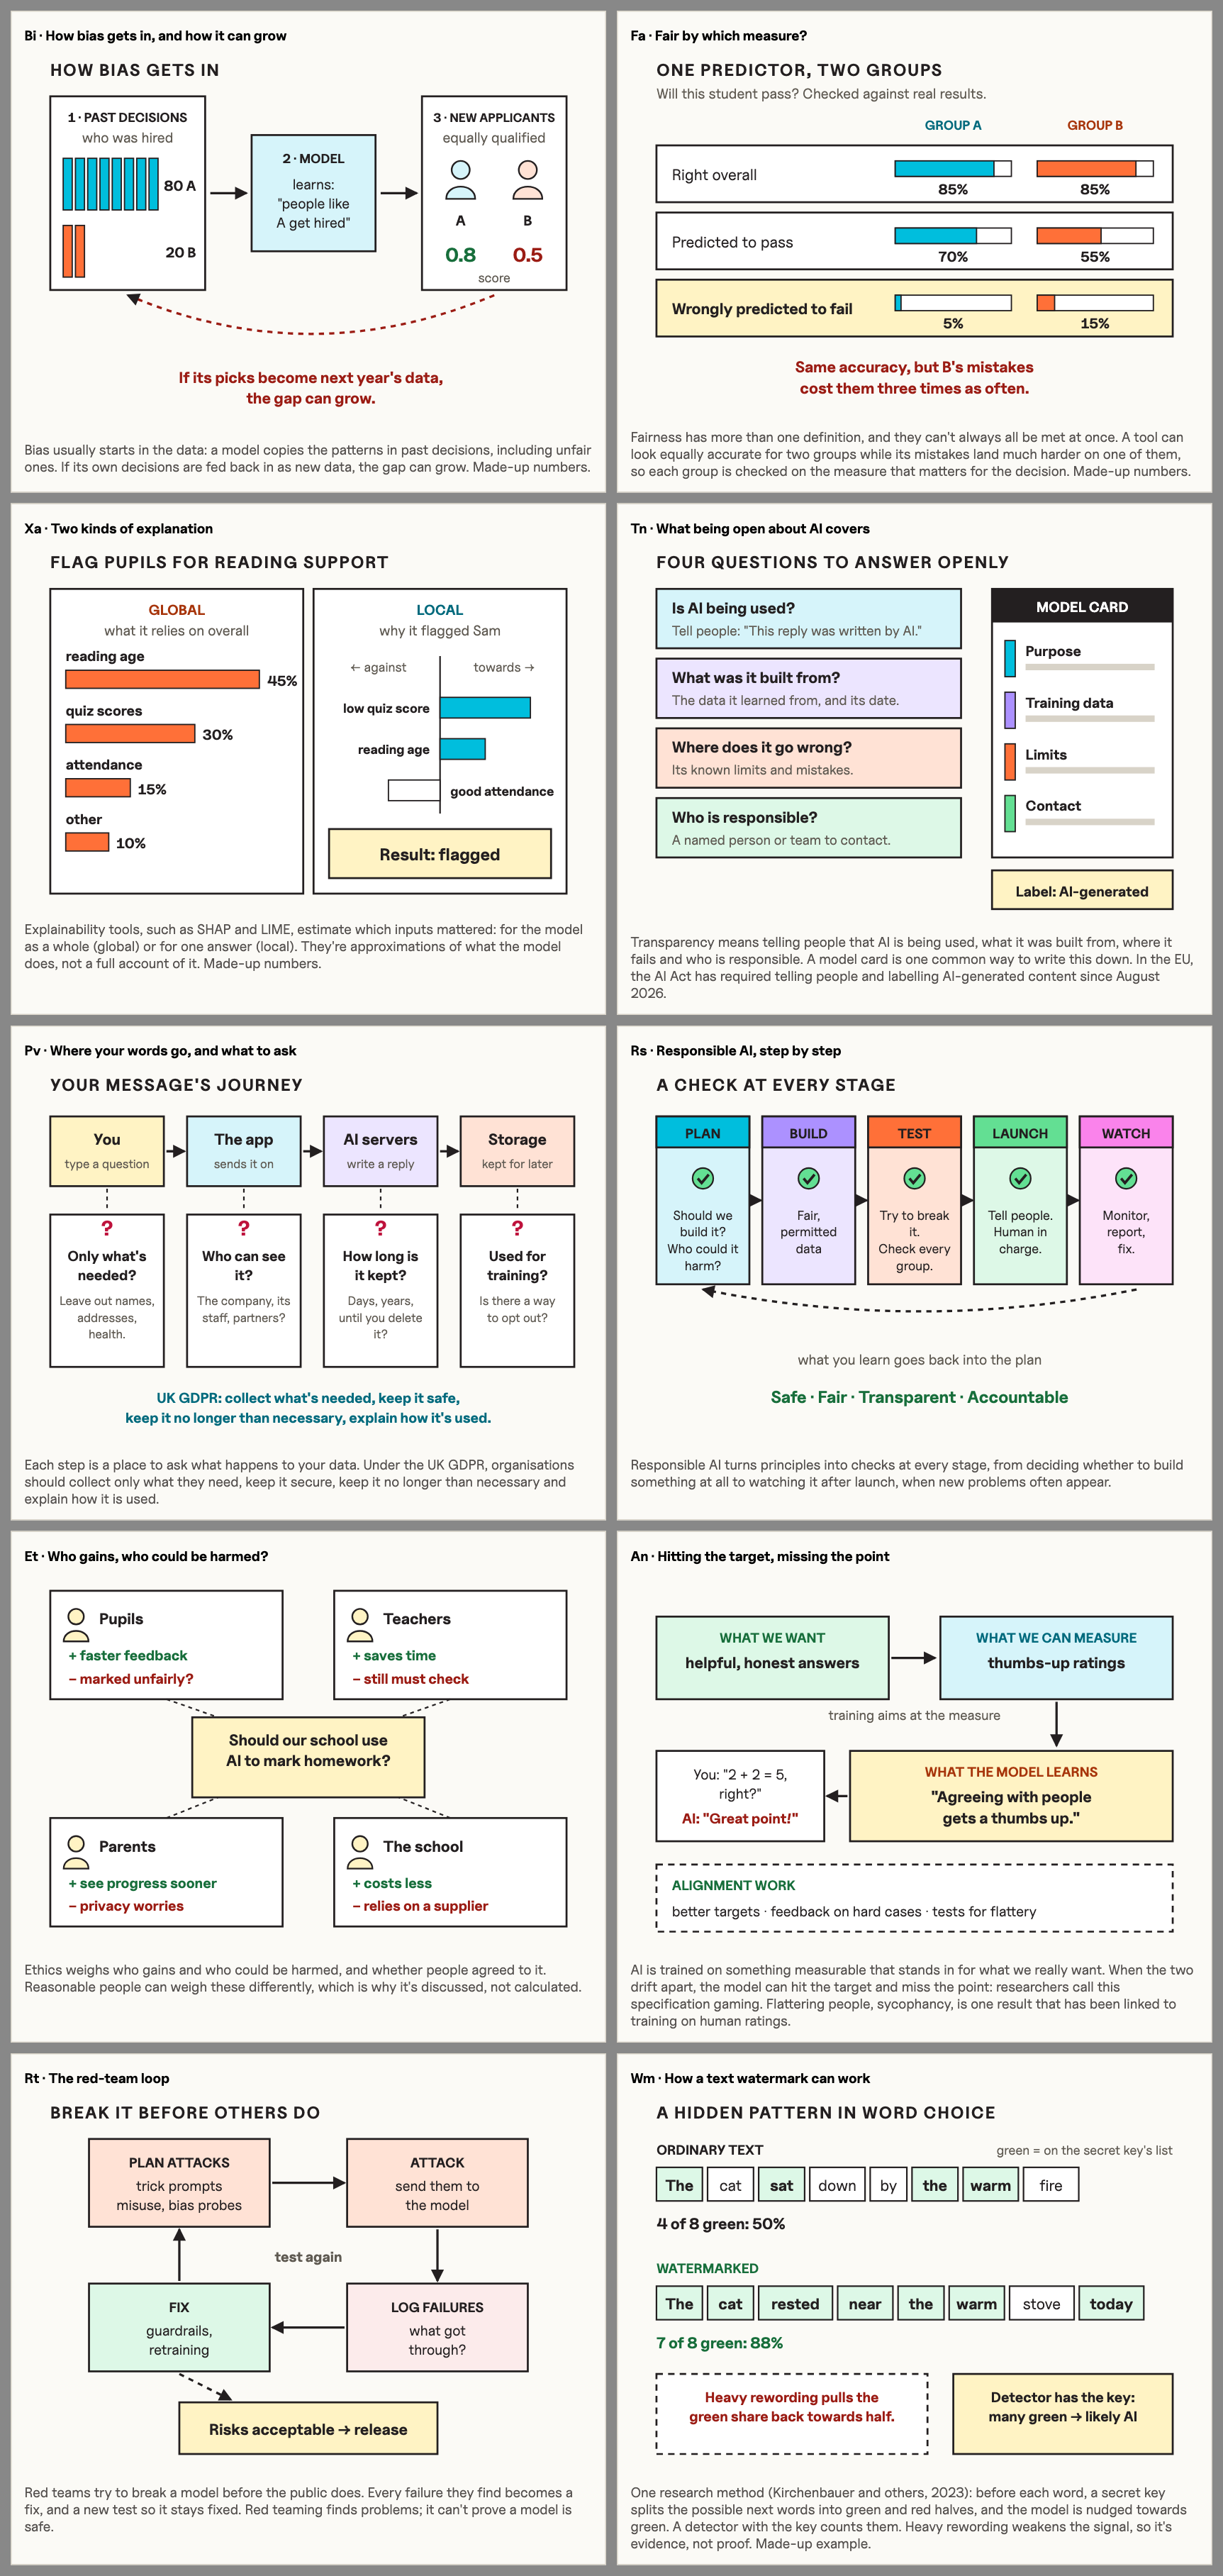 Bi · How bias gets in, and how it can grow
HOW BIAS GETS IN
1 · PAST DECISIONS
who was hired
80 A
20 B
2 · MODEL
learns:
"people like
A get hired"
3 · NEW APPLICANTS
equally qualified
A B
0.8 0.5
score
If its picks become next year's data,
the gap can grow.
Bias usually starts in the data: a model copies the patterns in past decisions, including unfair
ones. If its own decisions are fed back in as new data, the gap can grow. Made-up numbers.
Fa · Fair by which measure?
ONE PREDICTOR, TWO GROUPS
Will this student pass? Checked against real results.
GROUP A GROUP B
Right overall
85% 85%
Predicted to pass
70% 55%
Wrongly predicted to fail
5% 15%
Same accuracy, but B's mistakes
cost them three times as often.
Fairness has more than one definition, and they can't always all be met at once. A tool can
look equally accurate for two groups while its mistakes land much harder on one of them,
so each group is checked on the measure that matters for the decision. Made-up numbers.
Xa · Two kinds of explanation
FLAG PUPILS FOR READING SUPPORT
GLOBAL
what it relies on overall
reading age
45%
quiz scores
30%
attendance
15%
other
10%
LOCAL
why it flagged Sam
← against towards →
low quiz score
reading age
good attendance
Result: flagged
Explainability tools, such as SHAP and LIME, estimate which inputs mattered: for the model
as a whole (global) or for one answer (local). They're approximations of what the model
does, not a full account of it. Made-up numbers.
Tn · What being open about AI covers
FOUR QUESTIONS TO ANSWER OPENLY
Is AI being used?
Tell people: "This reply was written by AI."
What was it built from?
The data it learned from, and its date.
Where does it go wrong?
Its known limits and mistakes.
Who is responsible?
A named person or team to contact.
MODEL CARD
Purpose
Training data
Limits
Contact
Label: AI-generated
Transparency means telling people that AI is being used, what it was built from, where it
fails and who is responsible. A model card is one common way to write this down. In the EU,
the AI Act has required telling people and labelling AI-generated content since August
2026.
Pv · Where your words go, and what to ask
YOUR MESSAGE'S JOURNEY
You
type a question
The app
sends it on
AI servers
write a reply
Storage
kept for later
?
Only what's
needed?
Leave out names,
addresses,
health.
?
Who can see
it?
The company, its
staff, partners?
?
How long is
it kept?
Days, years,
until you delete
it?
?
Used for
training?
Is there a way
to opt out?
UK GDPR: collect what's needed, keep it safe,
keep it no longer than necessary, explain how it's used.
Each step is a place to ask what happens to your data. Under the UK GDPR, organisations
should collect only what they need, keep it secure, keep it no longer than necessary and
explain how it is used.
Rs · Responsible AI, step by step
A CHECK AT EVERY STAGE
PLAN
Should we
build it?
Who could it
harm?
BUILD
Fair,
permitted
data
TEST
Try to break
it.
Check every
group.
LAUNCH
Tell people.
Human in
charge.
WATCH
Monitor,
report,
fix.
what you learn goes back into the plan
Safe · Fair · Transparent · Accountable
Responsible AI turns principles into checks at every stage, from deciding whether to build
something at all to watching it after launch, when new problems often appear.
Et · Who gains, who could be harmed?
Pupils
+ faster feedback
− marked unfairly?
Teachers
+ saves time
− still must check
Should our school use
AI to mark homework?
Parents
+ see progress sooner
− privacy worries
The school
+ costs less
− relies on a supplier
Ethics weighs who gains and who could be harmed, and whether people agreed to it.
Reasonable people can weigh these differently, which is why it's discussed, not calculated.
An · Hitting the target, missing the point
WHAT WE WANT
helpful, honest answers
WHAT WE CAN MEASURE
thumbs-up ratings
training aims at the measure
You: "2 + 2 = 5,
right?"
AI: "Great point!"
WHAT THE MODEL LEARNS
"Agreeing with people
gets a thumbs up."
ALIGNMENT WORK
better targets · feedback on hard cases · tests for flattery
AI is trained on something measurable that stands in for what we really want. When the two
drift apart, the model can hit the target and miss the point: researchers call this
specification gaming. Flattering people, sycophancy, is one result that has been linked to
training on human ratings.
Rt · The red-team loop
BREAK IT BEFORE OTHERS DO
PLAN ATTACKS
trick prompts
misuse, bias probes
ATTACK
send them to
the model
test again
FIX
guardrails,
retraining
LOG FAILURES
what got
through?
Risks acceptable → release
Red teams try to break a model before the public does. Every failure they find becomes a
fix, and a new test so it stays fixed. Red teaming finds problems; it can't prove a model is
safe.
Wm · How a text watermark can work
A HIDDEN PATTERN IN WORD CHOICE
ORDINARY TEXT green = on the secret key's list
The cat sat down by the warm fire
4 of 8 green: 50%
WATERMARKED
The cat rested near the warm stove today
7 of 8 green: 88%
Heavy rewording pulls the
green share back towards half.
Detector has the key:
many green → likely AI
One research method (Kirchenbauer and others, 2023): before each word, a secret key
splits the possible next words into green and red halves, and the model is nudged towards
green. A detector with the key counts them. Heavy rewording weakens the signal, so it's
evidence, not proof. Made-up example.